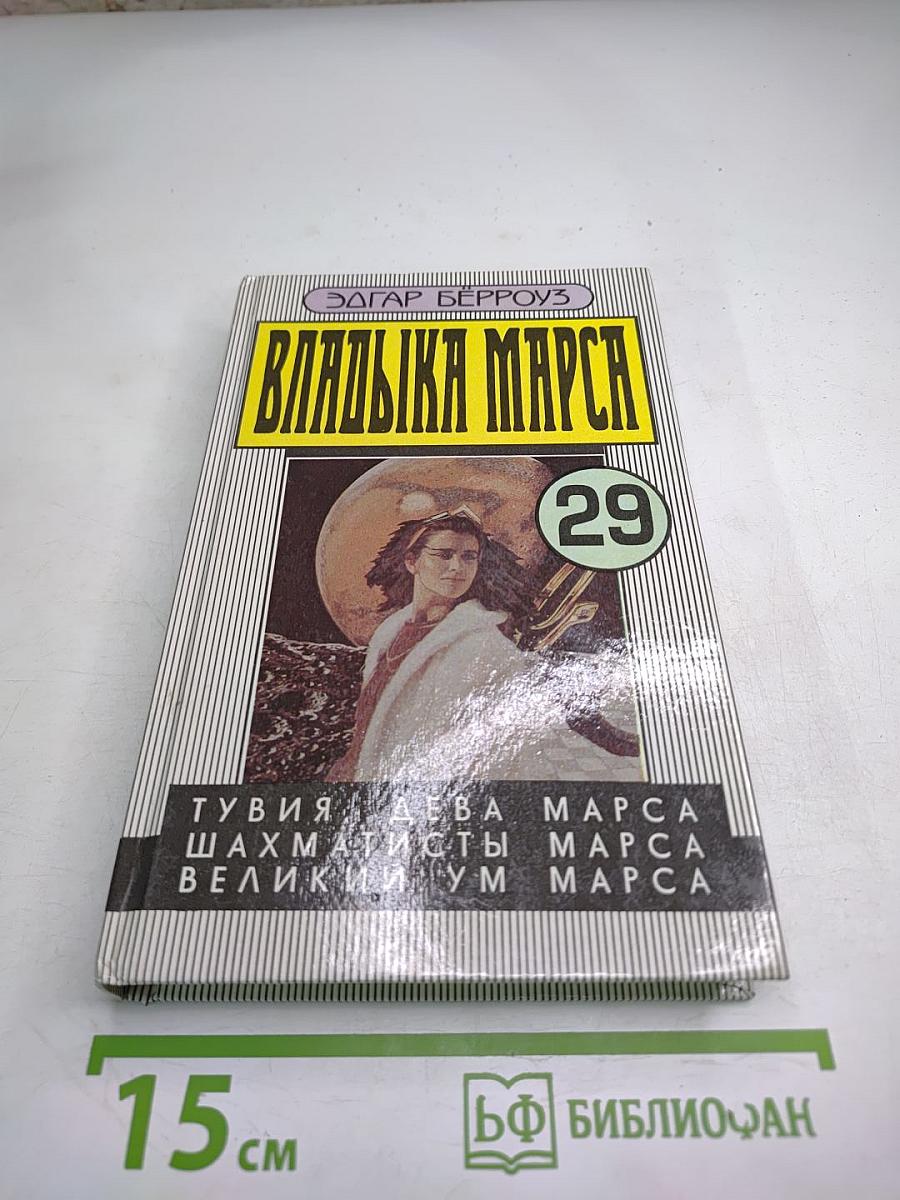 ЭДГАР БЁРРОУЗ
ВЛАДЫКА МАРСА
29
ТУВИЯ, ДЕВА МАРСА
ШАХМАТИСТЫ МАРСА
ВЕЛИКИЙ УМ МАРСА
15 см
БФ БИБЛИОФАН